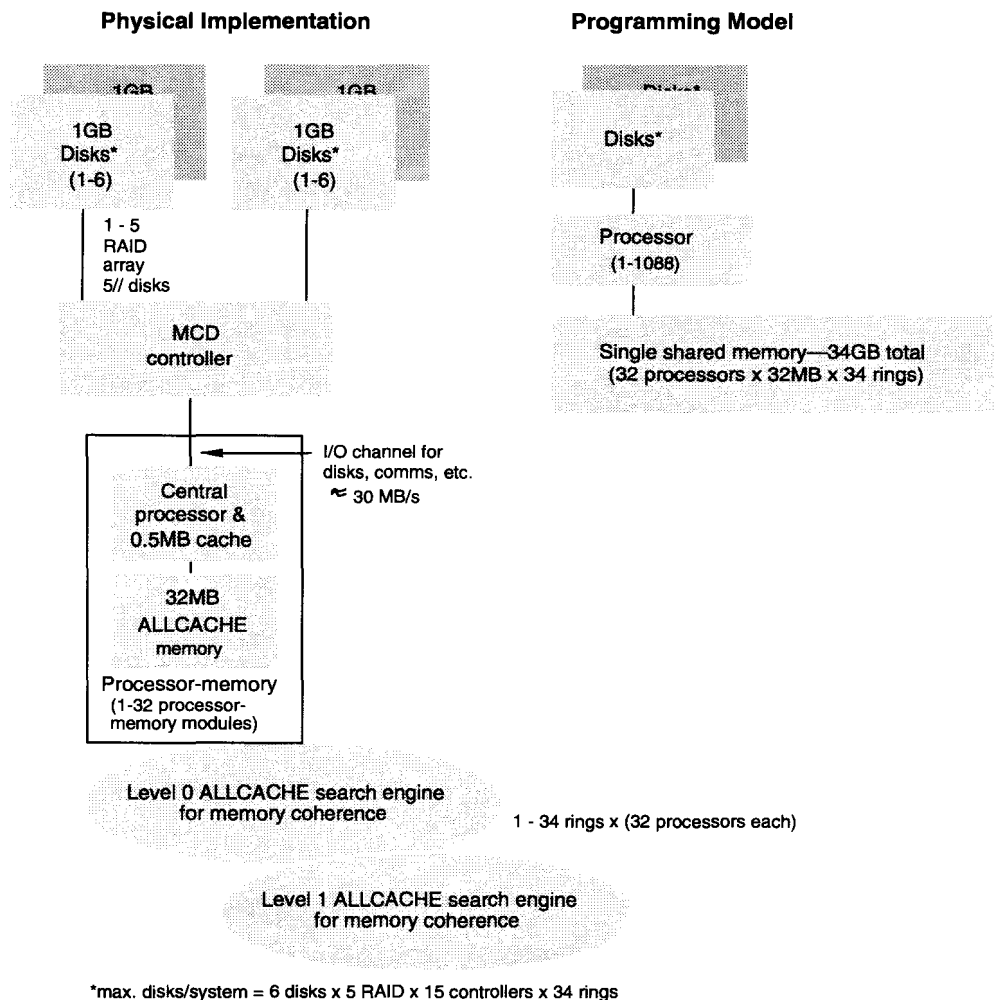 Physical Implementation
Programming Model
1GB
1GB
Disks*
1GB
Disks*
(1-6)
1GB
Disks*
(1-6)
Disks*
1 - 5
RAID
array
5// disks
Processor
(1-1088)
MCD
controller
Single shared memory—34GB total
(32 processors x 32MB x 34 rings)
I/O channel for
disks, comms, etc.
≈ 30 MB/s
Central
processor &
0.5MB cache
32MB
ALLCACHE
memory
Processor-memory
(1-32 processor-
memory modules)
Level 0 ALLCACHE search engine
for memory coherence
1 - 34 rings x (32 processors each)
Level 1 ALLCACHE search engine
for memory coherence
*max. disks/system = 6 disks x 5 RAID x 15 controllers x 34 rings